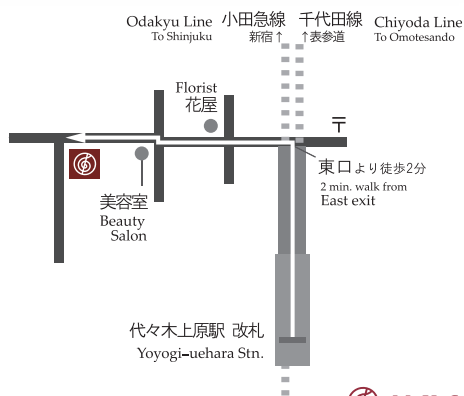 Odakyu Line 小田急線 千代田線 Chiyoda Line
To Shinjuku 新宿↑ ↑表参道 To Omotesando
Florist
花屋
〒
東口より徒歩2分
2 min. walk from
East exit
美容室
Beauty
Salon
代々木上原駅 改札
Yoyogi-uehara Stn.